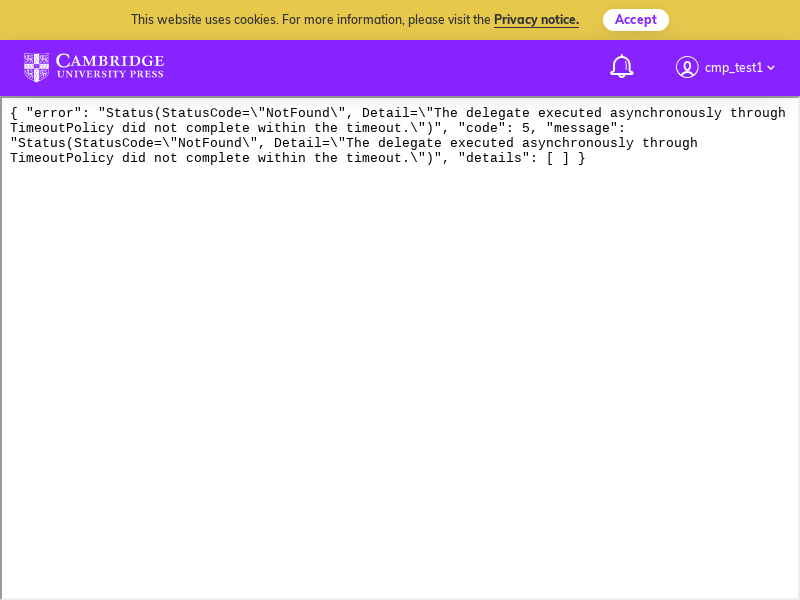 This website uses cookies. For more information, please visit the Privacy notice. Accept
CAMBRIDGE
UNIVERSITY PRESS
cmp_test1
{ "error": "Status(StatusCode=\"NotFound\", Detail=\"The delegate executed asynchronously through
TimeoutPolicy did not complete within the timeout.\")", "code": 5, "message":
"Status(StatusCode=\"NotFound\", Detail=\"The delegate executed asynchronously through
TimeoutPolicy did not complete within the timeout.\")", "details": [ ] }